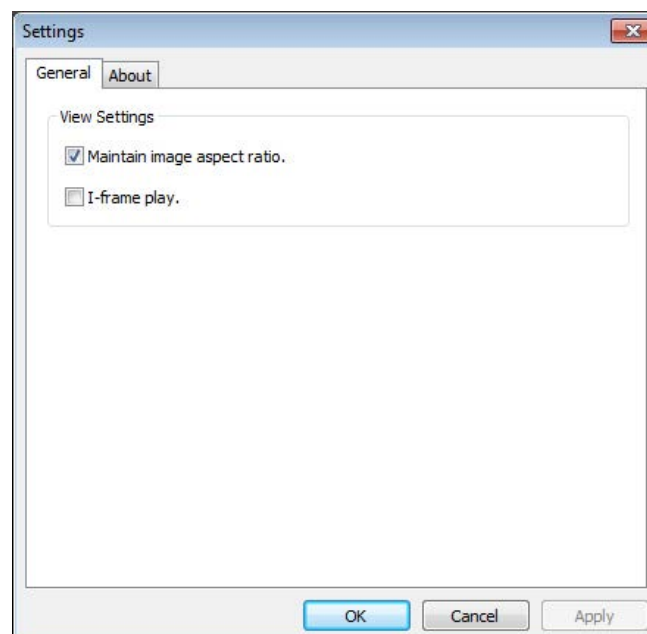 Settings
General About
View Settings
Maintain image aspect ratio.
I-frame play.
OK Cancel Apply